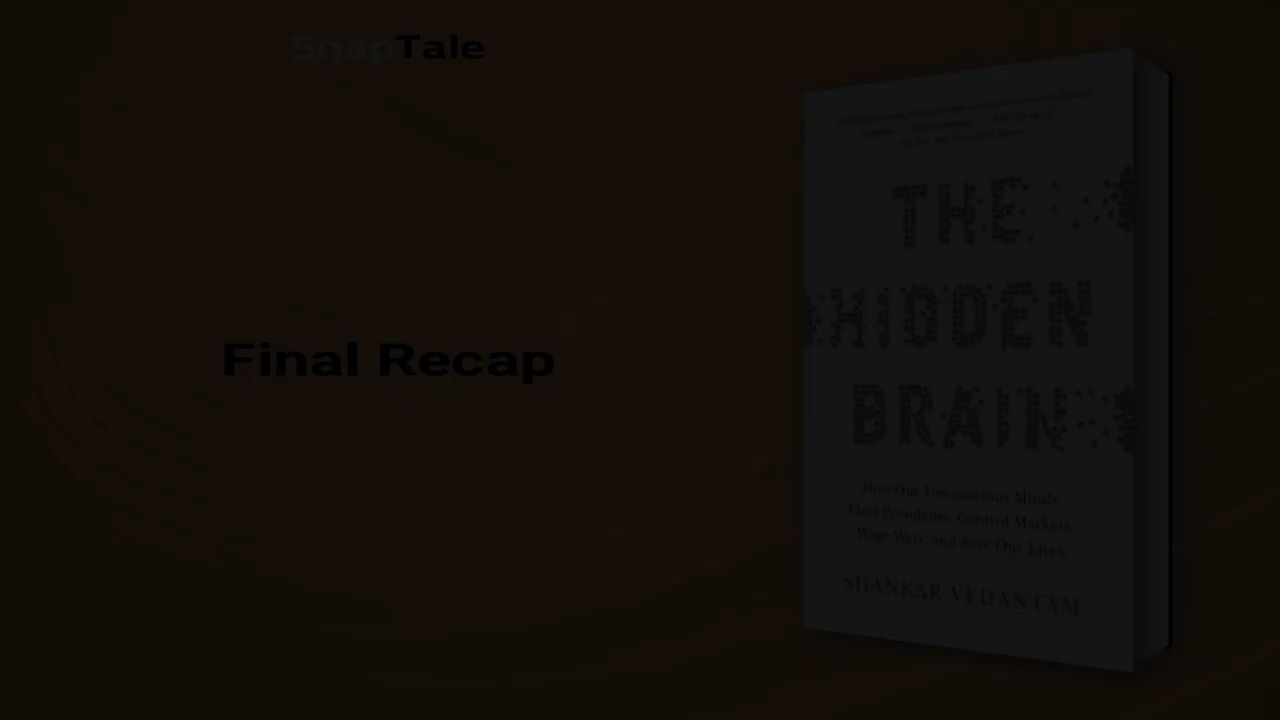 SnapTale
Final Recap
THE
HIDDEN
BRAIN
How Our Unconscious Minds
Elect Presidents, Control Markets,
Wage Wars, and Save Our Lives
SHANKAR VEDANTAM